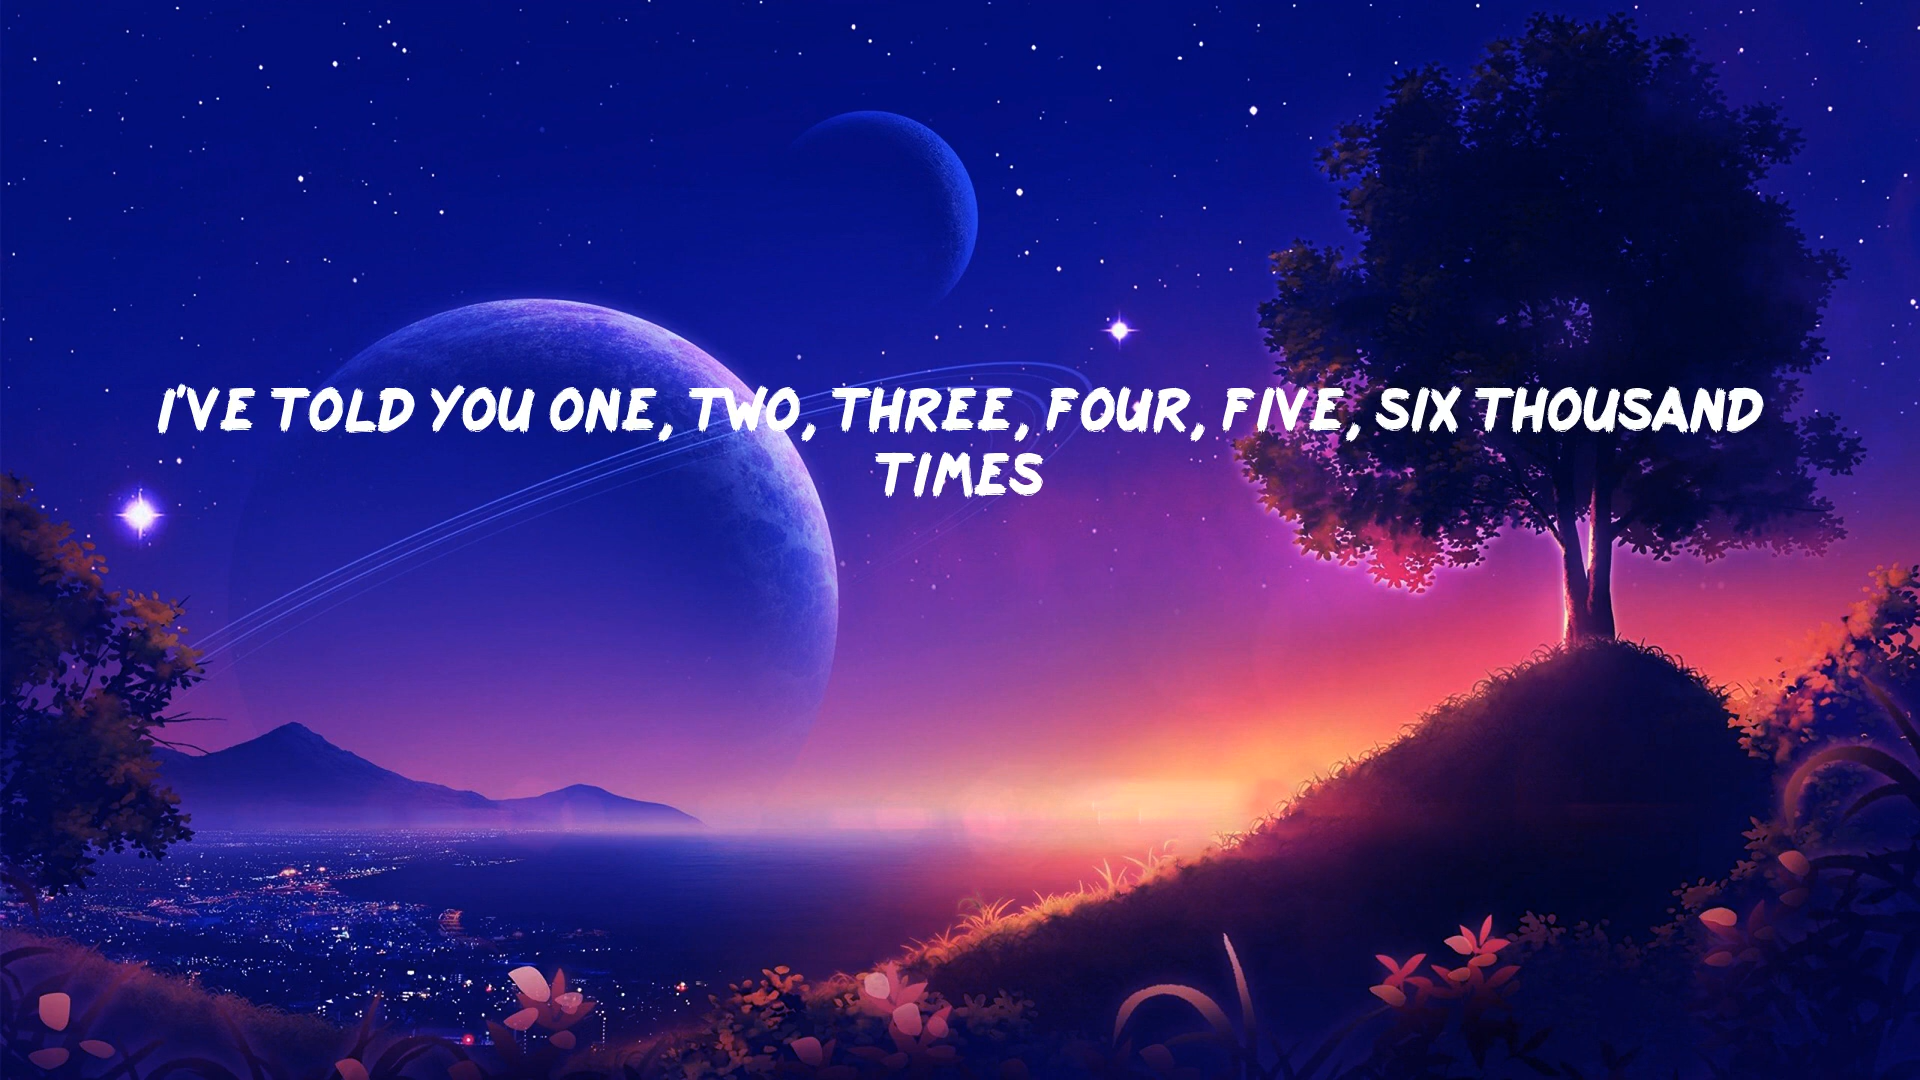 I'VE TOLD YOU ONE, TWO, THREE, FOUR, FIVE, SIX THOUSAND
TIMES